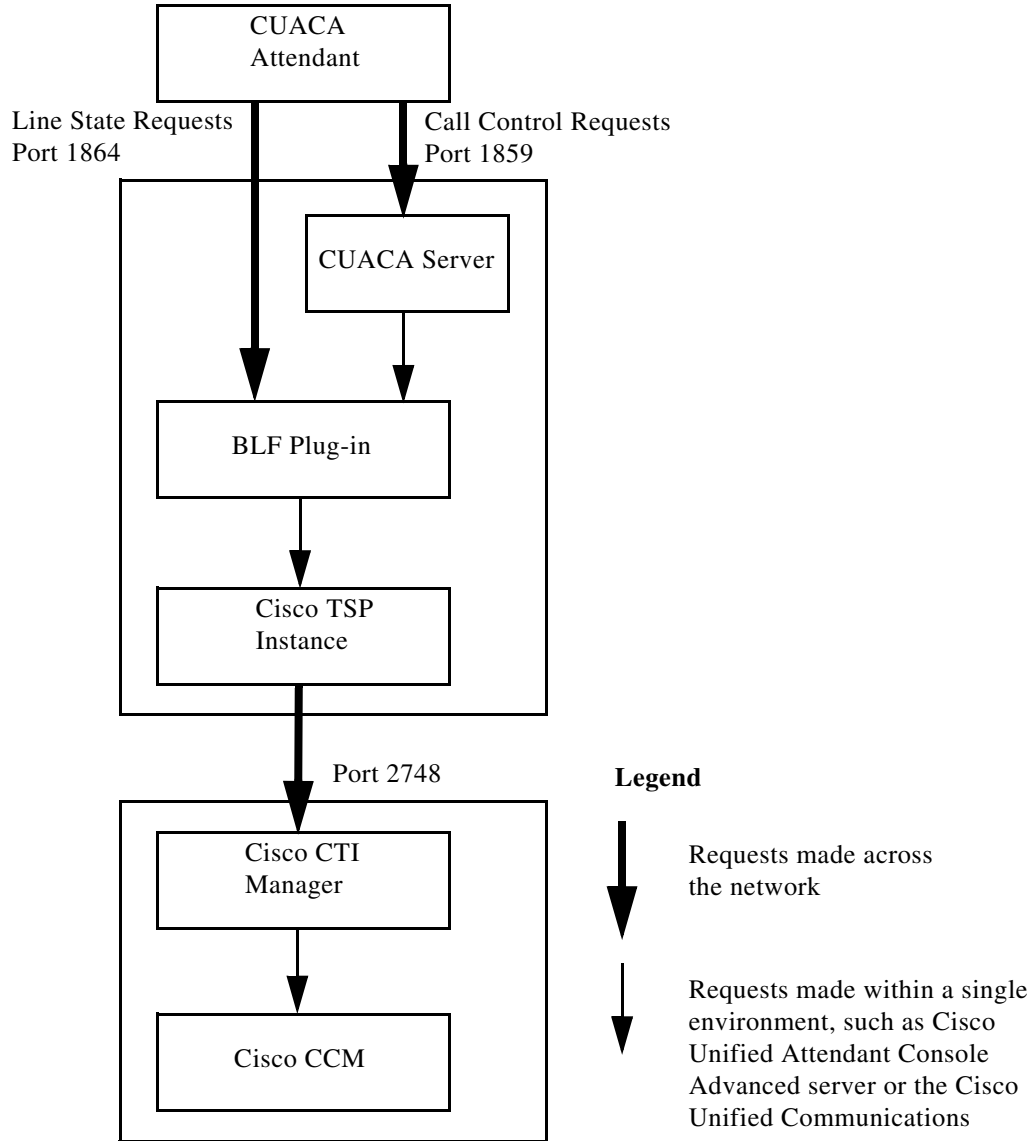 CUACA
Attendant
Line State Requests
Port 1864
Call Control Requests
Port 1859
CUACA Server
BLF Plug-in
Cisco TSP
Instance
Port 2748
Cisco CTI
Manager
Cisco CCM
Legend
Requests made across
the network
Requests made within a single
environment, such as Cisco
Unified Attendant Console
Advanced server or the Cisco
Unified Communications